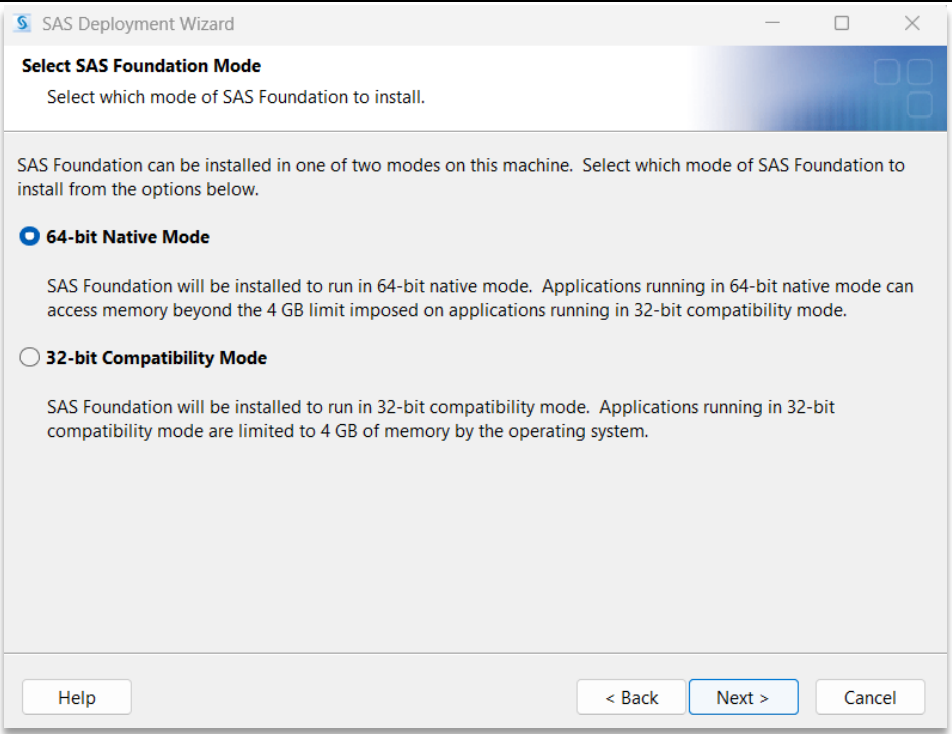 SAS Deployment Wizard
Select SAS Foundation Mode
Select which mode of SAS Foundation to install.
SAS Foundation can be installed in one of two modes on this machine.  Select which mode of SAS Foundation to
install from the options below.
64-bit Native Mode
SAS Foundation will be installed to run in 64-bit native mode.  Applications running in 64-bit native mode can
access memory beyond the 4 GB limit imposed on applications running in 32-bit compatibility mode.
32-bit Compatibility Mode
SAS Foundation will be installed to run in 32-bit compatibility mode.  Applications running in 32-bit
compatibility mode are limited to 4 GB of memory by the operating system.
Help
< Back
Next >
Cancel